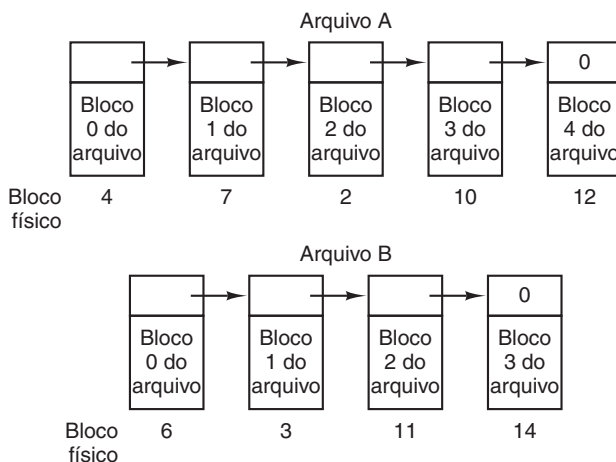 Arquivo A
0
Bloco Bloco Bloco Bloco Bloco
0 do 1 do 2 do 3 do 4 do
arquivo arquivo arquivo arquivo arquivo
Bloco 4 7 2 10 12
físico
Arquivo B
0
Bloco Bloco Bloco Bloco
0 do 1 do 2 do 3 do
arquivo arquivo arquivo arquivo
Bloco 6 3 11 14
físico